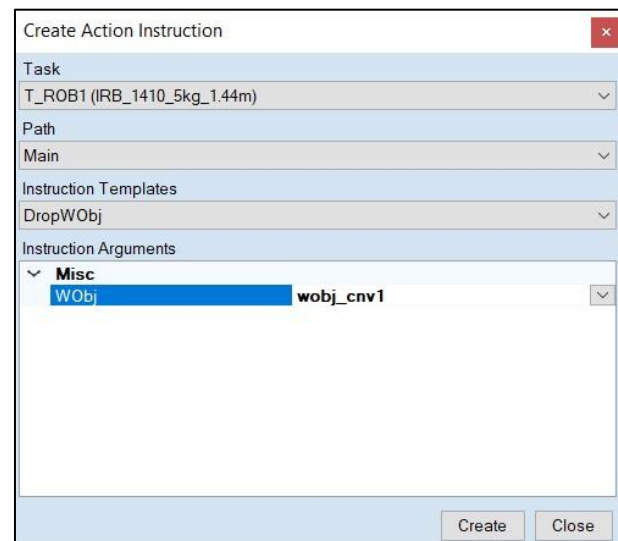 Create Action Instruction
Task
T_ROB1 (IRB_1410_5kg_1.44m)
Path
Main
Instruction Templates
DropWObj
Instruction Arguments
Misc
WObj wobj_cnv1
Create Close